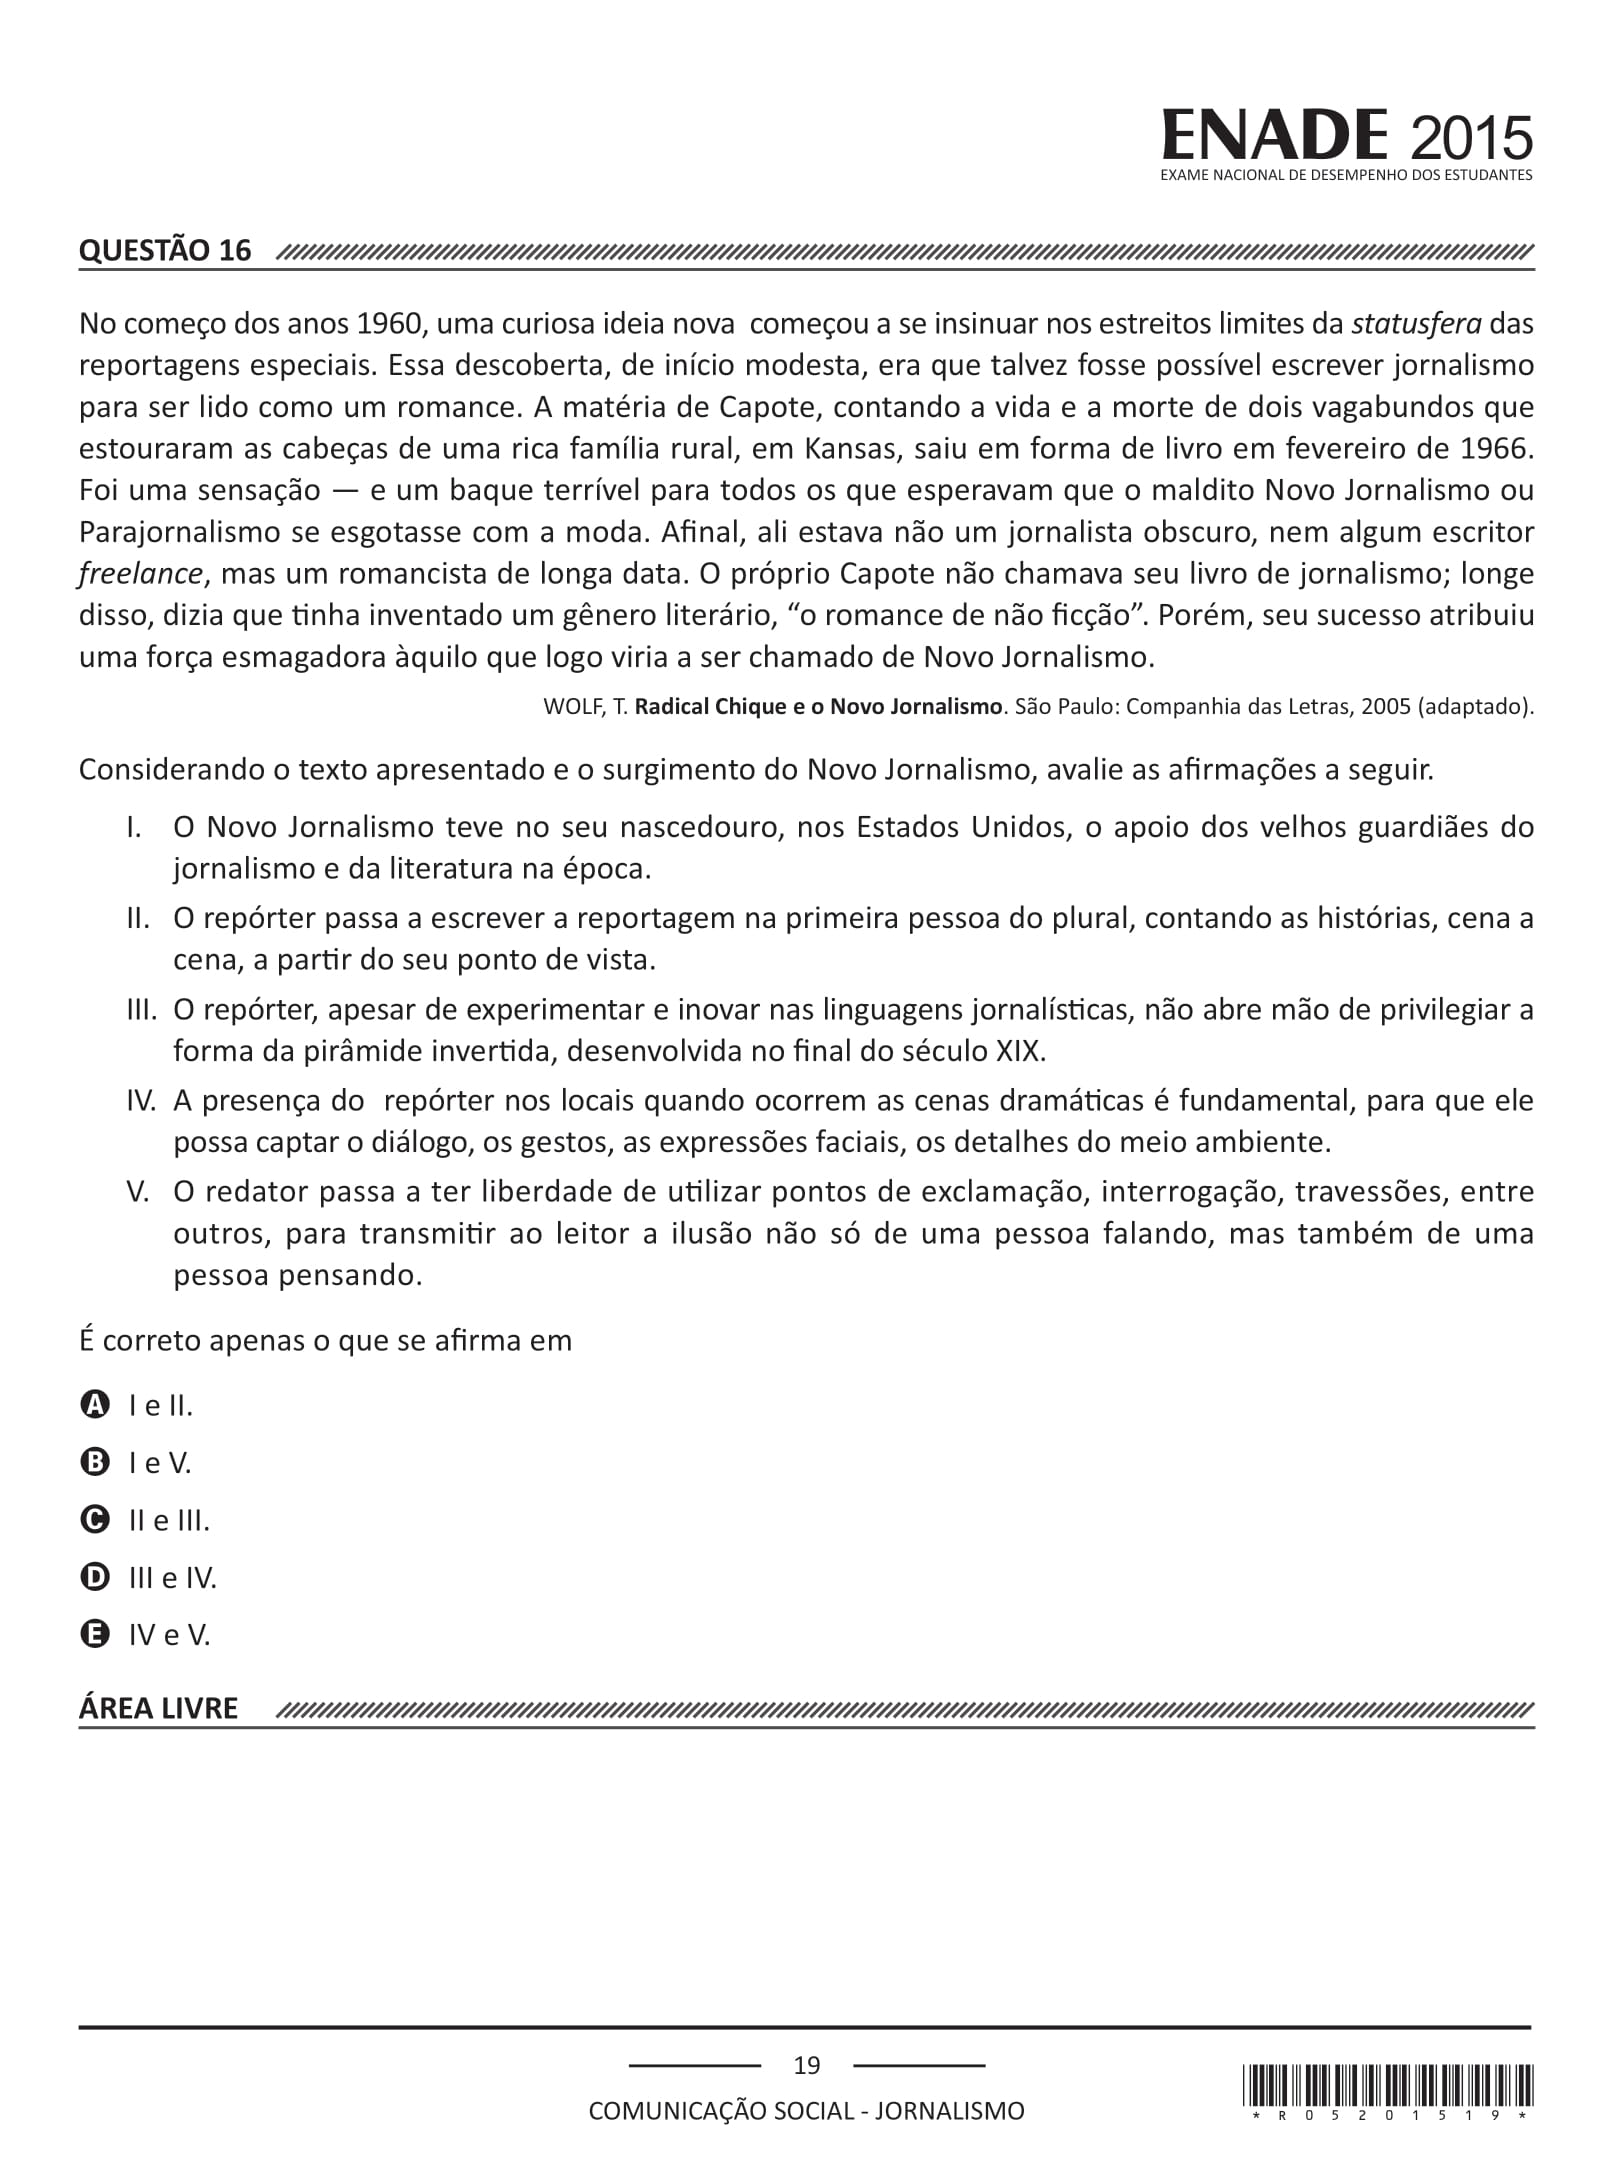 ENADE 2015
EXAME NACIONAL DE DESEMPENHO DOS ESTUDANTES
QUESTÃO 16
No começo dos anos 1960, uma curiosa ideia nova começou a se insinuar nos estreitos limites da statusfera das
reportagens especiais. Essa descoberta, de início modesta, era que talvez fosse possível escrever jornalismo
para ser lido como um romance. A matéria de Capote, contando a vida e a morte de dois vagabundos que
estouraram as cabeças de uma rica família rural, em Kansas, saiu em forma de livro em fevereiro de 1966.
Foi uma sensação — e um baque terrível para todos os que esperavam que o maldito Novo Jornalismo ou
Parajornalismo se esgotasse com a moda. Afinal, ali estava não um jornalista obscuro, nem algum escritor
freelance, mas um romancista de longa data. O próprio Capote não chamava seu livro de jornalismo; longe
disso, dizia que tinha inventado um gênero literário, “o romance de não ficção”. Porém, seu sucesso atribuiu
uma força esmagadora àquilo que logo viria a ser chamado de Novo Jornalismo.
WOLF, T. Radical Chique e o Novo Jornalismo. São Paulo: Companhia das Letras, 2005 (adaptado).
Considerando o texto apresentado e o surgimento do Novo Jornalismo, avalie as afirmações a seguir.
I. O Novo Jornalismo teve no seu nascedouro, nos Estados Unidos, o apoio dos velhos guardiães do
jornalismo e da literatura na época.
II. O repórter passa a escrever a reportagem na primeira pessoa do plural, contando as histórias, cena a
cena, a partir do seu ponto de vista.
III. O repórter, apesar de experimentar e inovar nas linguagens jornalísticas, não abre mão de privilegiar a
forma da pirâmide invertida, desenvolvida no final do século XIX.
IV. A presença do repórter nos locais quando ocorrem as cenas dramáticas é fundamental, para que ele
possa captar o diálogo, os gestos, as expressões faciais, os detalhes do meio ambiente.
V. O redator passa a ter liberdade de utilizar pontos de exclamação, interrogação, travessões, entre
outros, para transmitir ao leitor a ilusão não só de uma pessoa falando, mas também de uma
pessoa pensando.
É correto apenas o que se afirma em
A I e II.
B I e V.
C II e III.
D III e IV.
E IV e V.
ÁREA LIVRE
19
COMUNICAÇÃO SOCIAL - JORNALISMO
* R 0 5 2 0 1 5 1 9 *